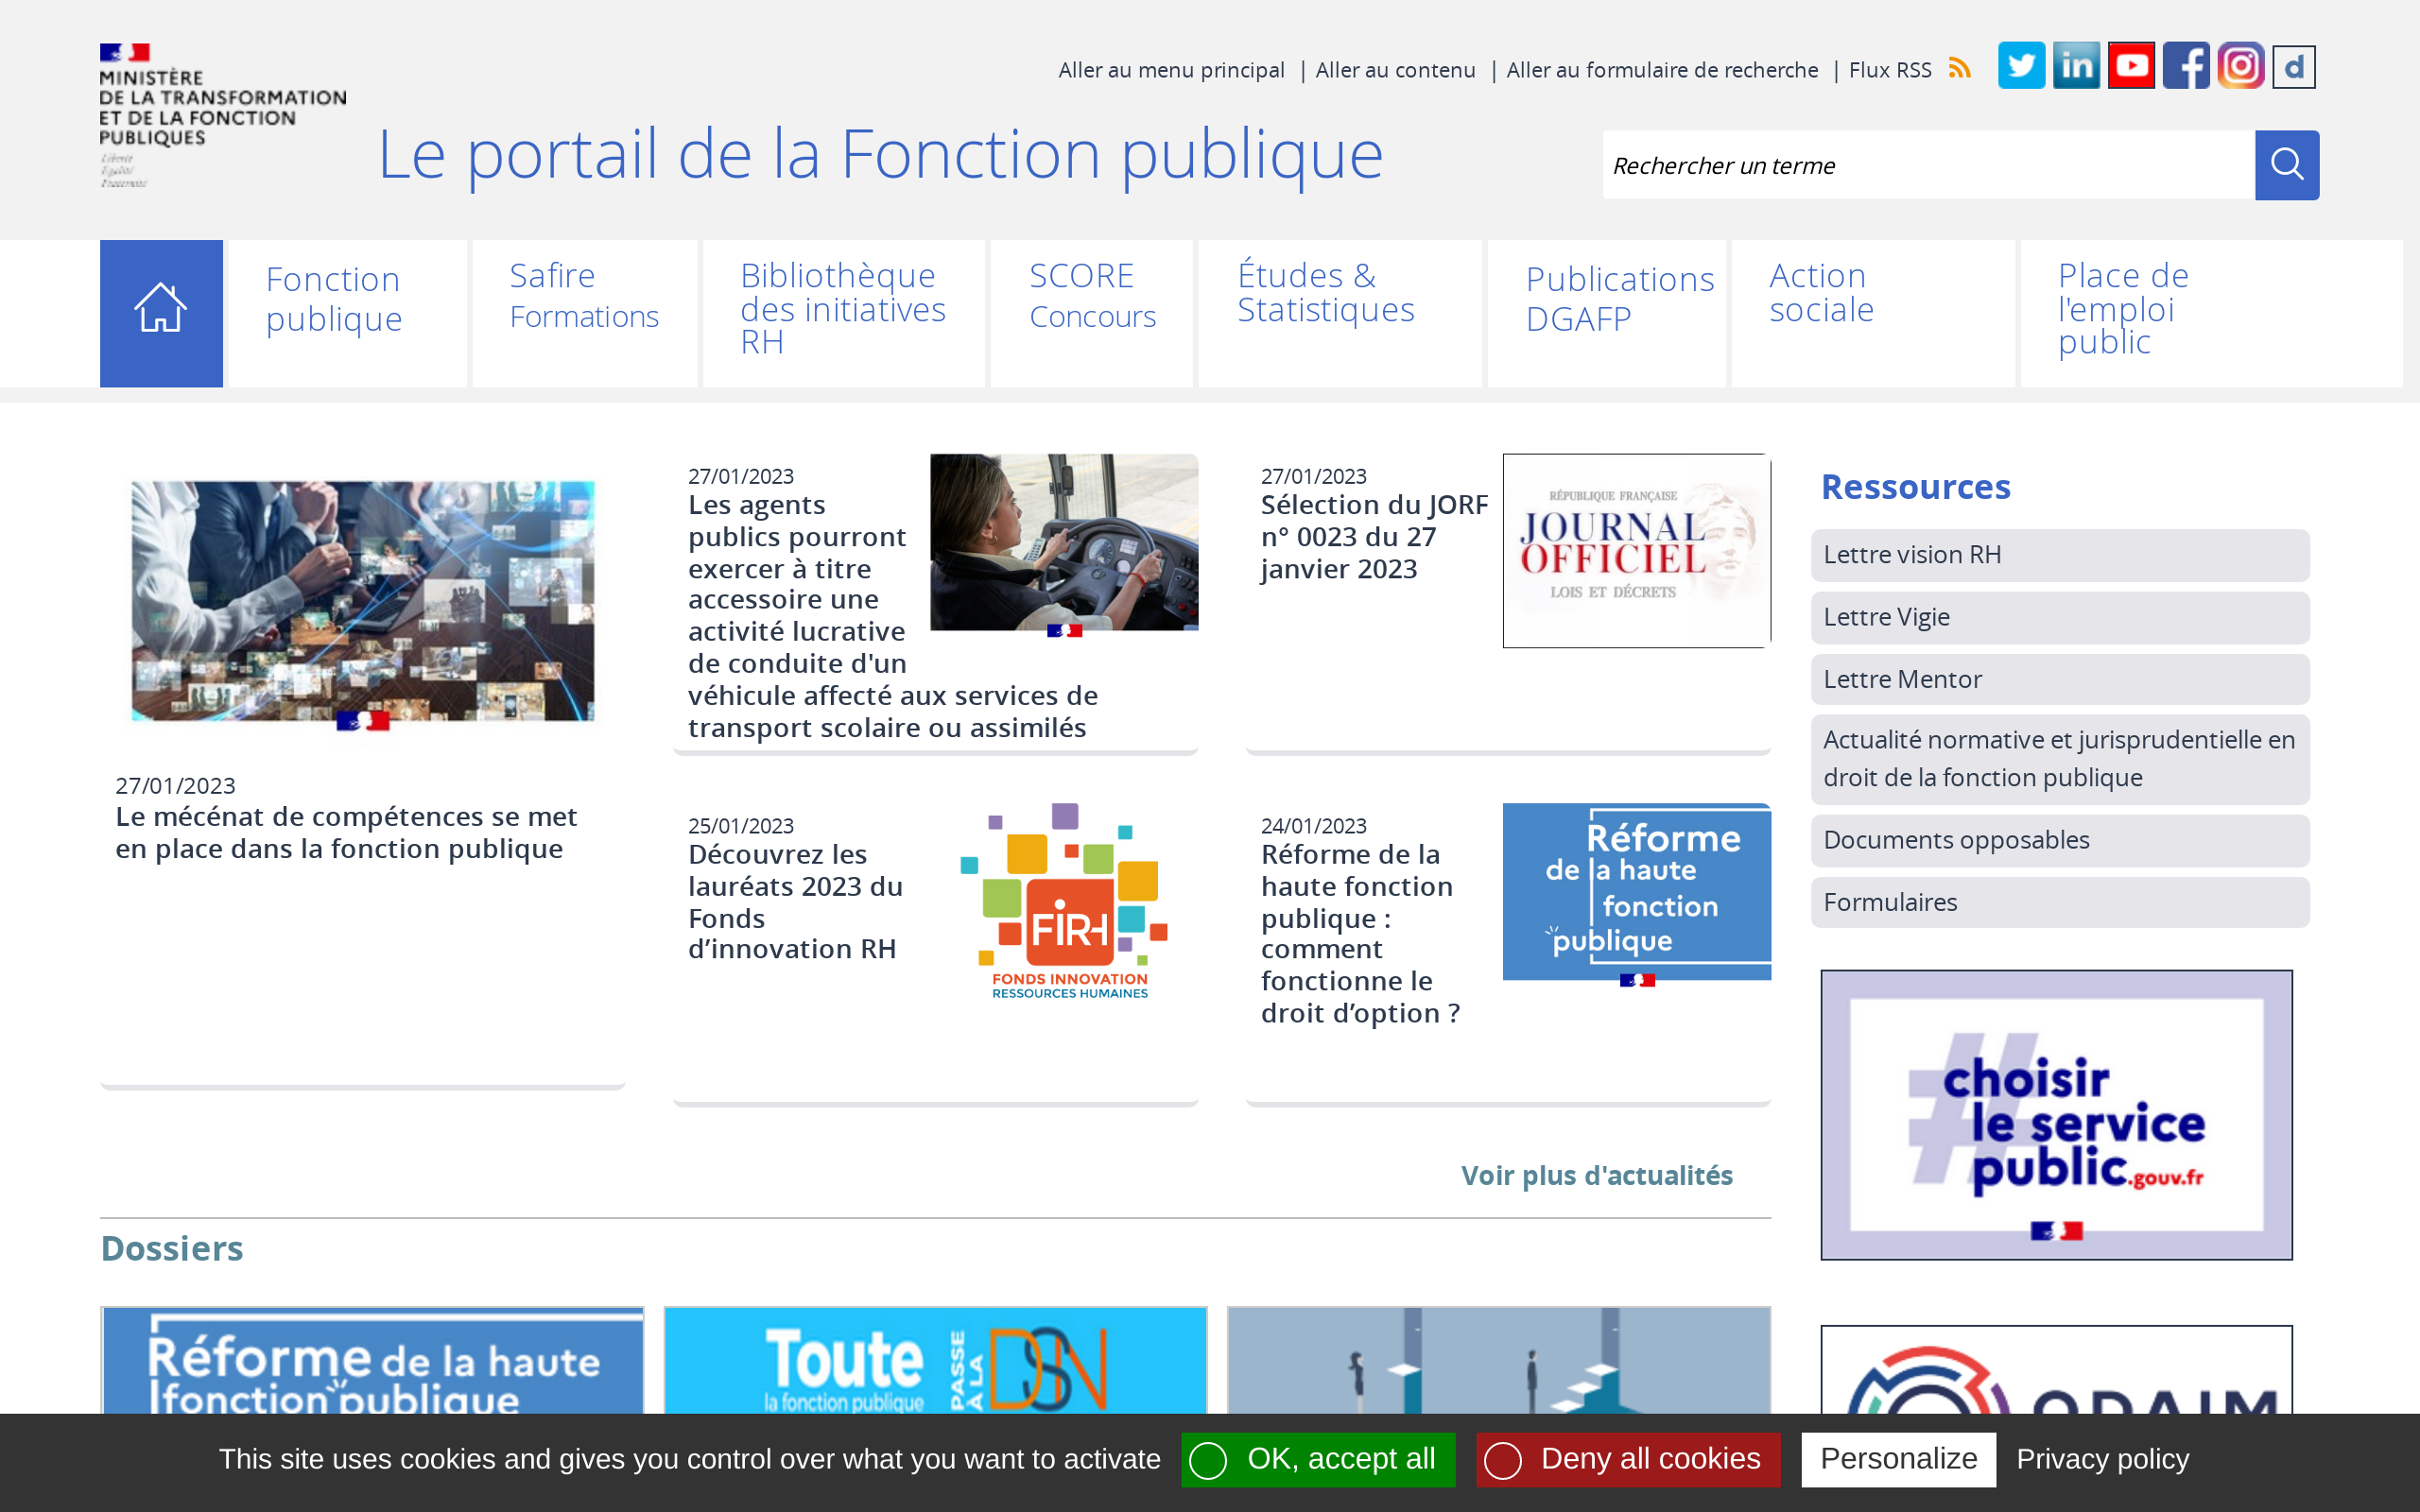 MINISTÈRE
DE LA TRANSFORMATION
ET DE LA FONCTION
PUBLIQUES
Liberté
Égalité
Fraternité
Aller au menu principal | Aller au contenu | Aller au formulaire de recherche | Flux RSS
Le portail de la Fonction publique
Rechercher un terme
Fonction
publique
Safire
Formations
Bibliothèque
des initiatives
RH
SCORE
Concours
Études &
Statistiques
Publications
DGAFP
Action
sociale
Place de
l'emploi
public
27/01/2023
Le mécénat de compétences se met
en place dans la fonction publique
27/01/2023
Les agents
publics pourront
exercer à titre
accessoire une
activité lucrative
de conduite d'un
véhicule affecté aux services de
transport scolaire ou assimilés
27/01/2023
Sélection du JORF
n° 0023 du 27
janvier 2023
RÉPUBLIQUE FRANÇAISE
JOURNAL
OFFICIEL
LOIS ET DÉCRETS
25/01/2023
Découvrez les
lauréats 2023 du
Fonds
d’innovation RH
FIRH
FONDS INNOVATION
RESSOURCES HUMAINES
24/01/2023
Réforme de la
haute fonction
publique :
comment
fonctionne le
droit d’option ?
Réforme
de la haute
fonction
publique
Voir plus d'actualités
Ressources
Lettre vision RH
Lettre Vigie
Lettre Mentor
Actualité normative et jurisprudentielle en
droit de la fonction publique
Documents opposables
Formulaires
#
choisir
le service
public.gouv.fr
Dossiers
Réforme de la haute
fonction publique
Toute
la fonction publique
PASSE
À LA
DSN
This site uses cookies and gives you control over what you want to activate
OK, accept all
Deny all cookies
Personalize
Privacy policy